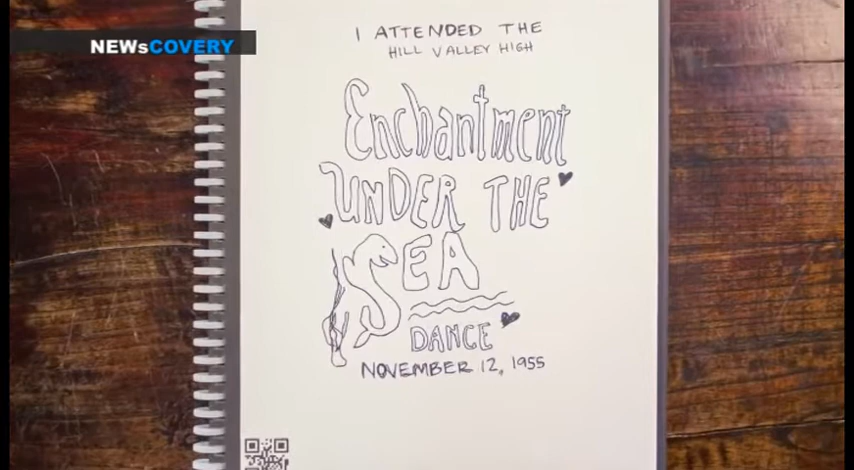 NEWsCOVERY
I ATTENDED THE
HILL VALLEY HIGH
Enchantment
UNDER THE
SEA
DANCE
NOVEMBER 12, 1955